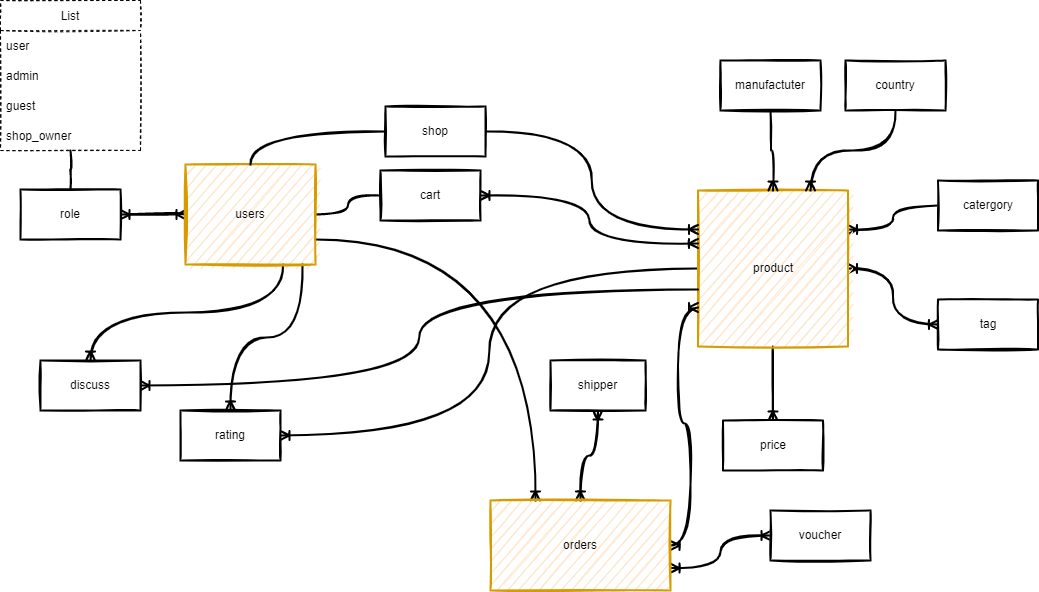 List
user
admin
guest
shop_owner
role
users
shop
cart
manufactuter
country
catergory
product
tag
discuss
rating
shipper
price
orders
voucher